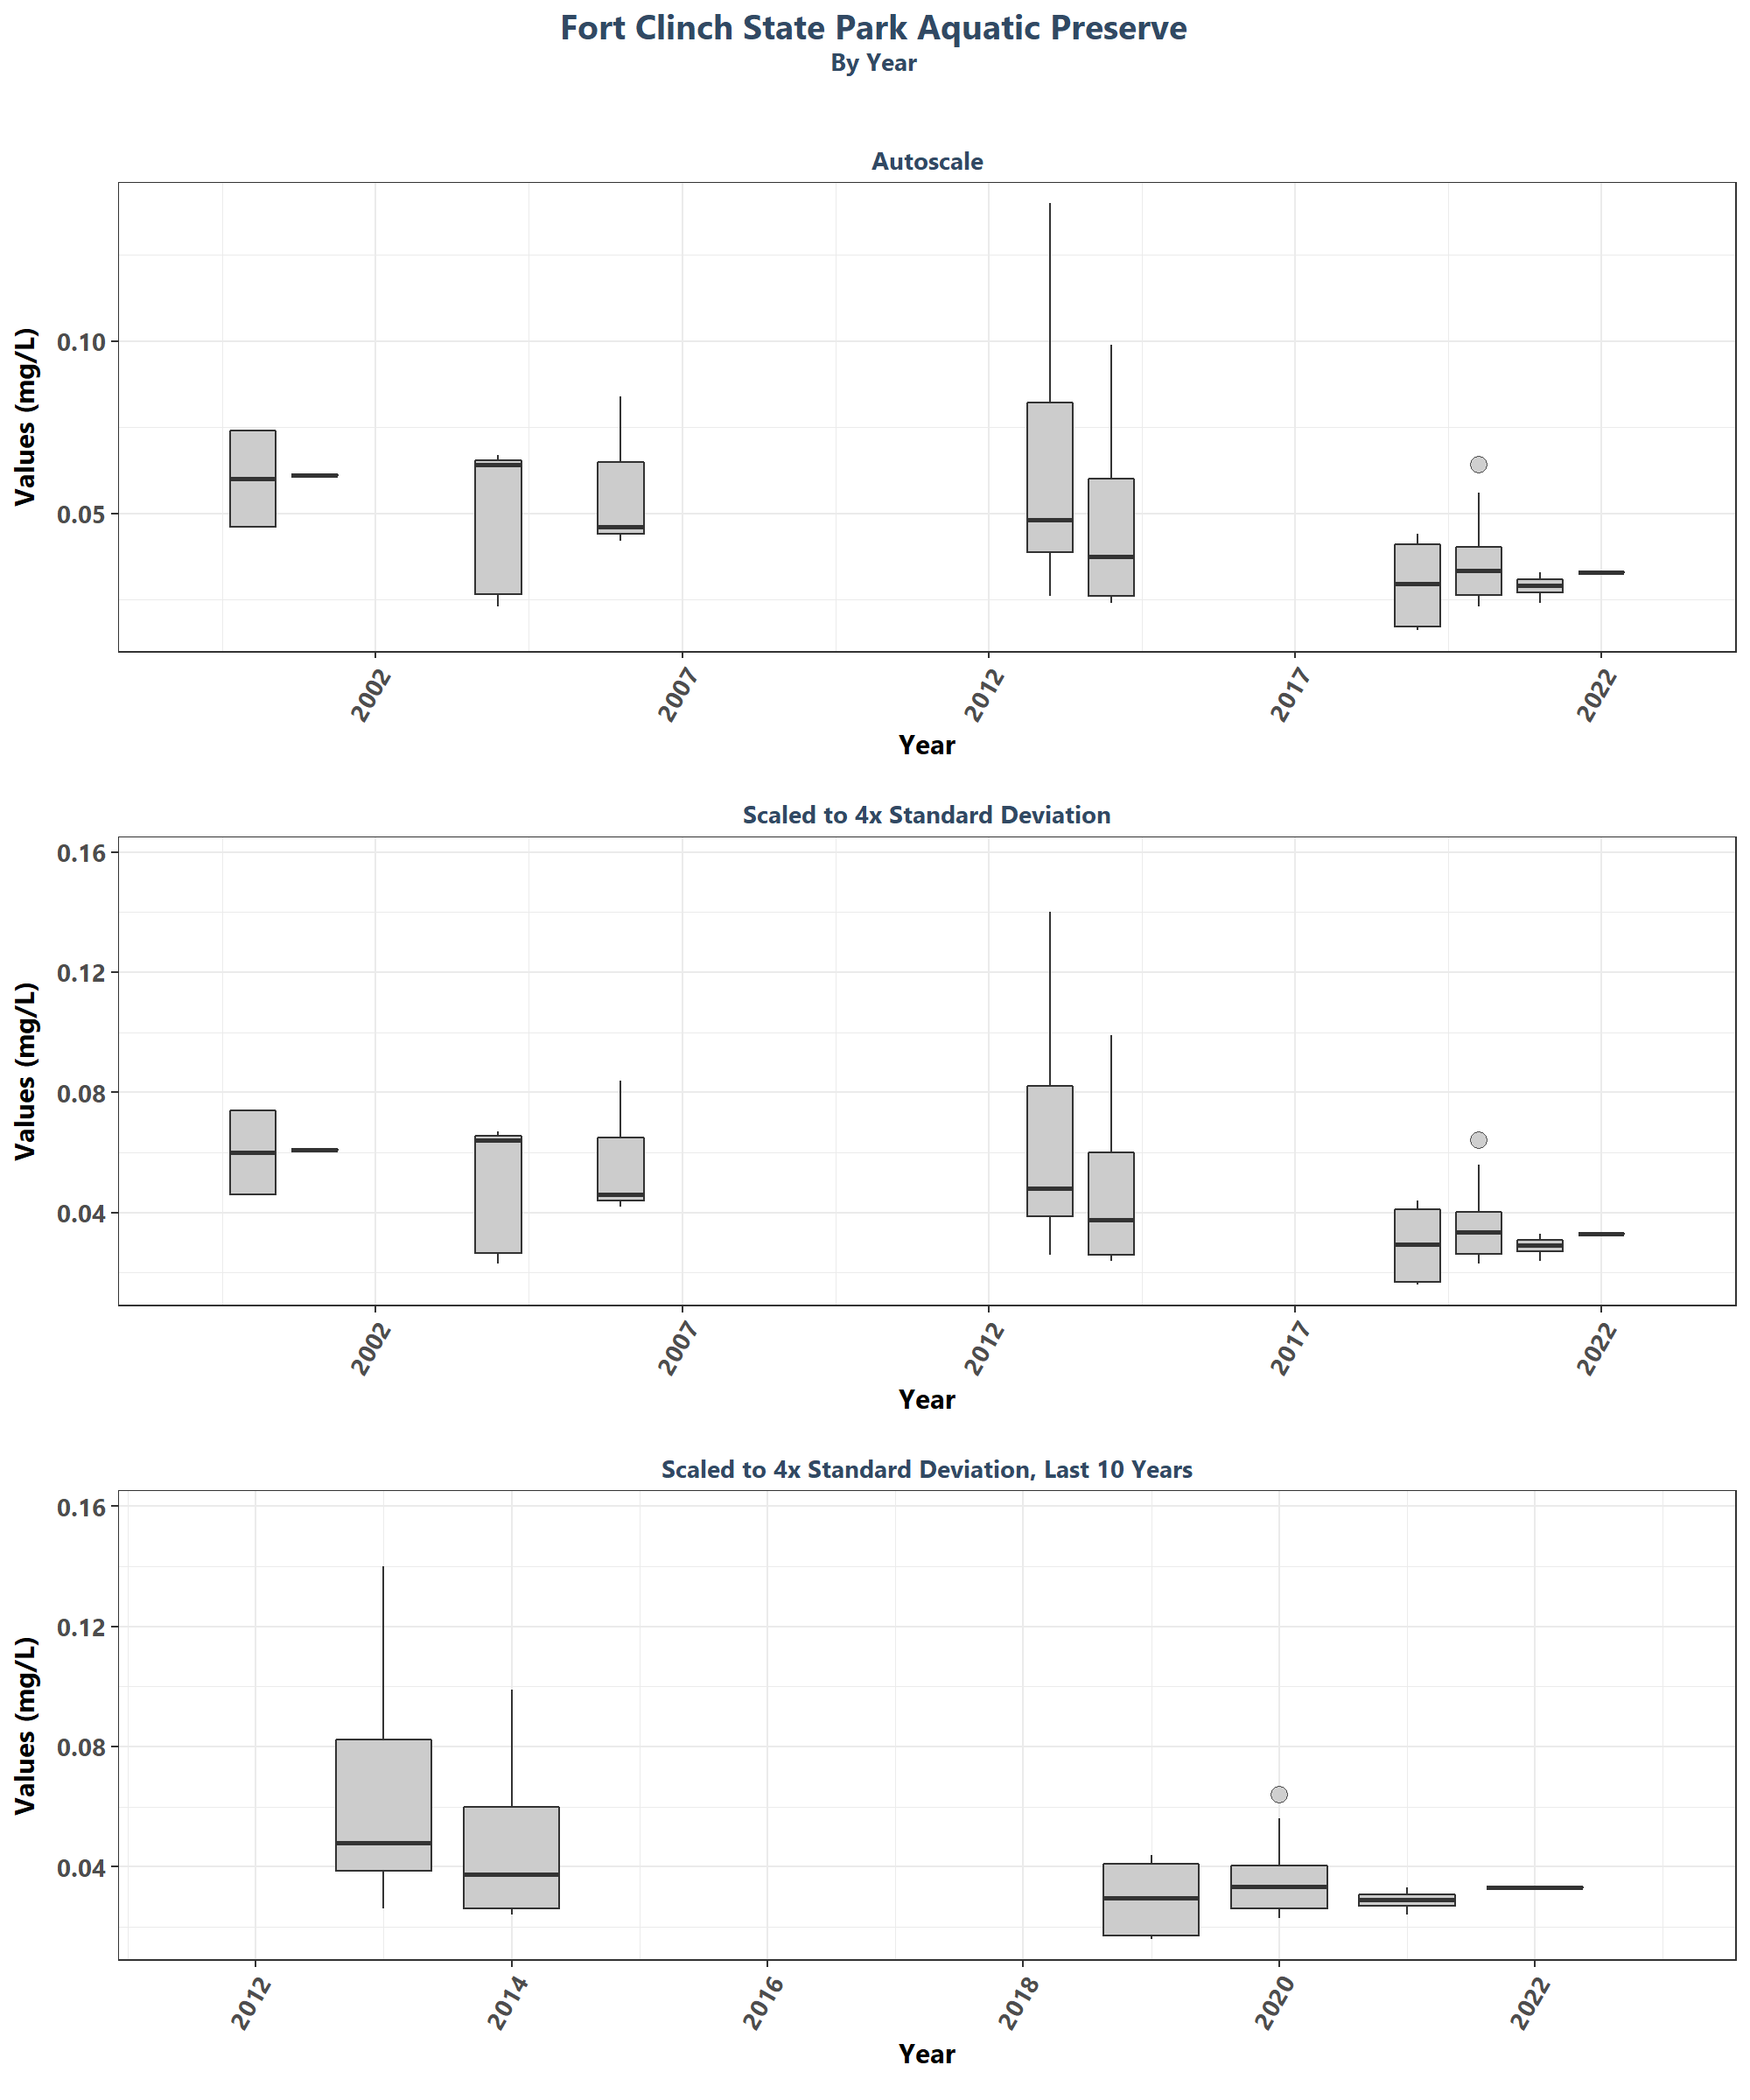 Fort Clinch State Park Aquatic Preserve
By Year
Autoscale
Values (mg/L)
0.10
0.05
2002 2007 2012 2017 2022
Year
Scaled to 4x Standard Deviation
Values (mg/L)
0.16
0.12
0.08
0.04
2002 2007 2012 2017 2022
Year
Scaled to 4x Standard Deviation, Last 10 Years
Values (mg/L)
0.16
0.12
0.08
0.04
2012 2014 2016 2018 2020 2022
Year